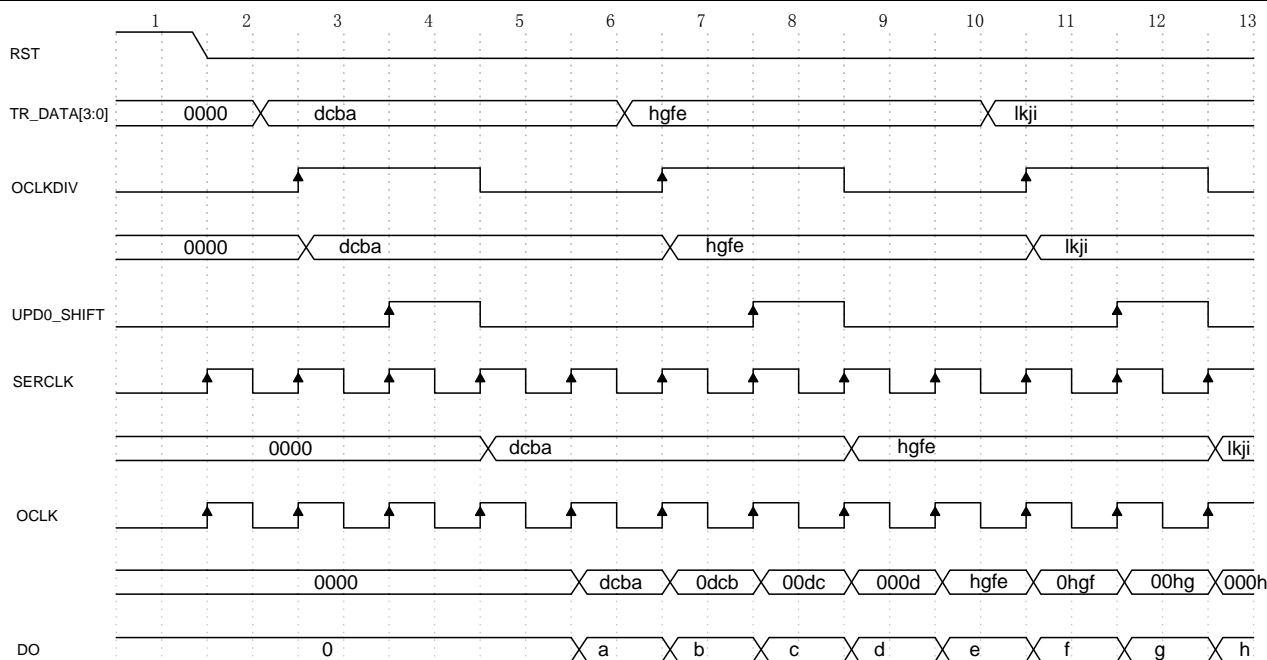 1 2 3 4 5 6 7 8 9 10 11 12 13
RST
TR_DATA[3:0] 0000 dcba hgfe lkji
OCLKDIV
0000 dcba hgfe lkji
UPD0_SHIFT
SERCLK
0000 dcba hgfe lkji
OCLK
0000 dcba 0dcb 00dc 000d hgfe 0hgf 00hg 000h
DO 0 a b c d e f g h